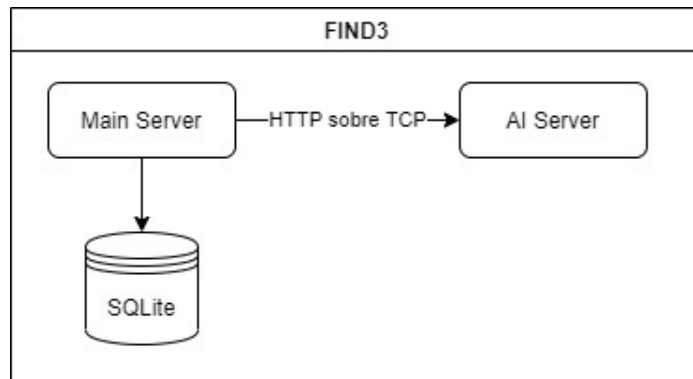 FIND3
Main Server
HTTP sobre TCP
AI Server
SQLite